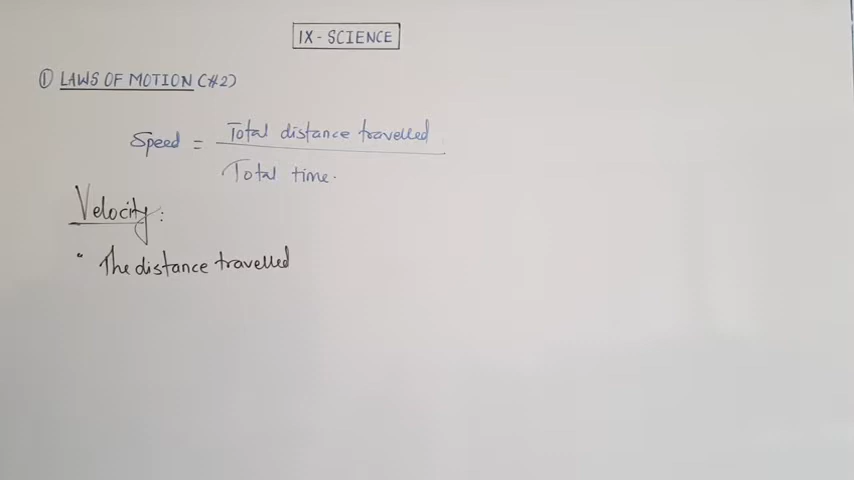 IX - SCIENCE
① LAWS OF MOTION (#2)
Speed = Total distance travelled
Total time.
Velocity :
• The distance travelled